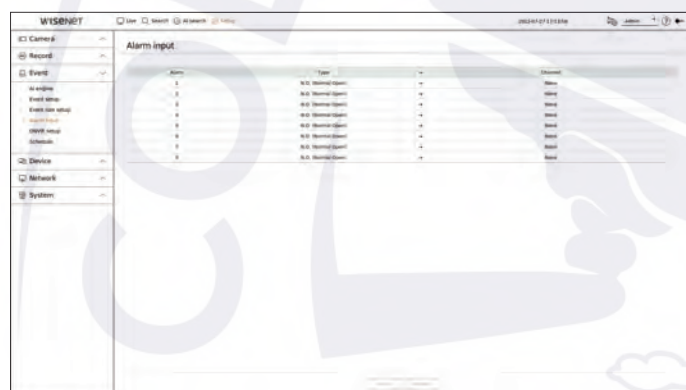 WISENET
Live Search AI search Setup
Admin
Camera
Record
Event
AI engine
Event setup
Event rule setup
Alarm input
ONVIF setup
Schedule
Device
Network
System
Alarm input
Alarm Type Channel
1 N.O. (Normal Open) None
2 N.O. (Normal Open) None
3 N.O. (Normal Open) None
4 N.O. (Normal Open) None
5 N.O. (Normal Open) None
6 N.O. (Normal Open) None
7 N.O. (Normal Open) None
8 N.O. (Normal Open) None